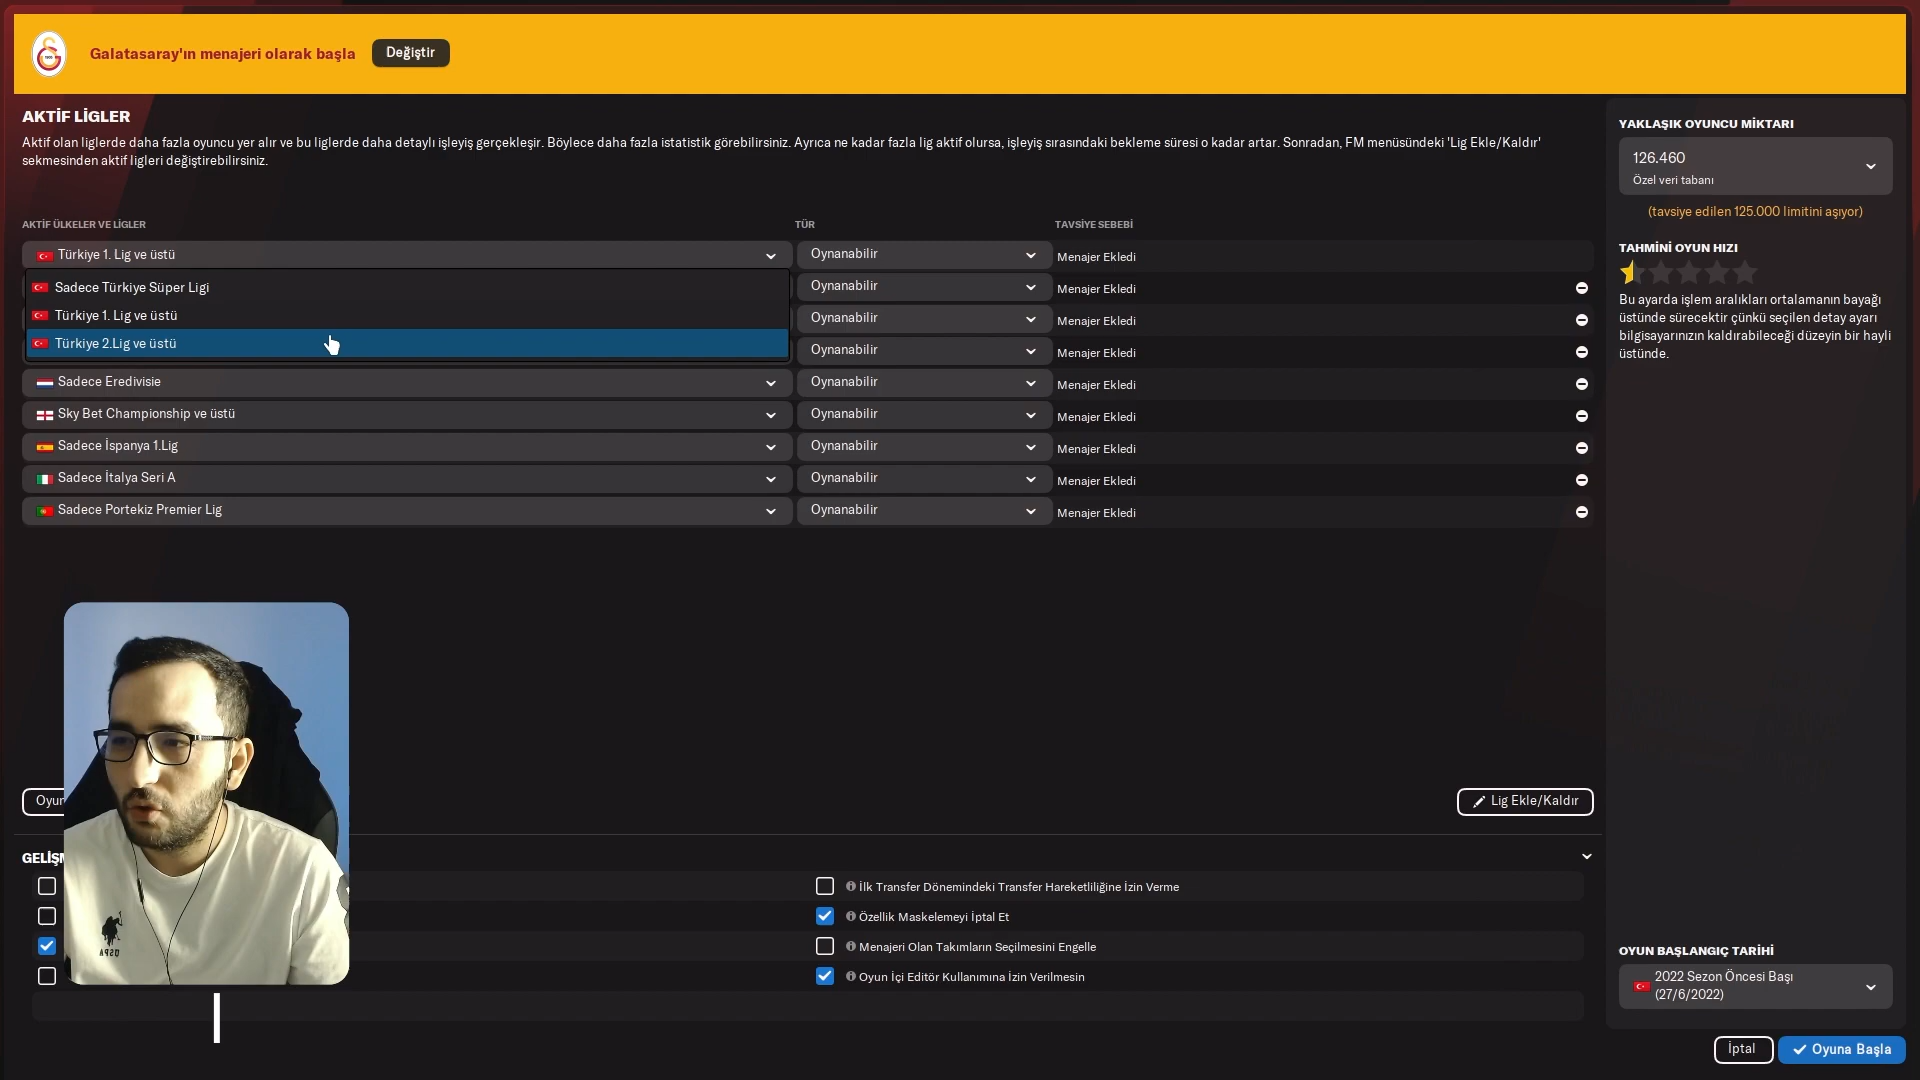 Galatasaray'ın menajeri olarak başla
Değiştir
AKTİF LİGLER
Aktif olan liglerde daha fazla oyuncu yer alır ve bu liglerde daha detaylı işleyiş gerçekleşir. Böylece daha fazla istatistik görebilirsiniz. Ayrıca ne kadar fazla lig aktif olursa, işleyiş sırasındaki bekleme süresi o kadar artar. Sonradan, FM menüsündeki 'Lig Ekle/Kaldır'
sekmesinden aktif ligleri değiştirebilirsiniz.
AKTİF ÜLKELER VE LİGLER TÜR TAVSİYE SEBEBİ
Türkiye 1. Lig ve üstü Oynanabilir Menajer Ekledi
Sadece Türkiye Süper Ligi Oynanabilir Menajer Ekledi
Türkiye 1. Lig ve üstü Oynanabilir Menajer Ekledi
Türkiye 2.Lig ve üstü Oynanabilir Menajer Ekledi
Sadece Eredivisie Oynanabilir Menajer Ekledi
Sky Bet Championship ve üstü Oynanabilir Menajer Ekledi
Sadece İspanya 1.Lig Oynanabilir Menajer Ekledi
Sadece İtalya Seri A Oynanabilir Menajer Ekledi
Sadece Portekiz Premier Lig Oynanabilir Menajer Ekledi
Lig Ekle/Kaldır
İlk Transfer Dönemindeki Transfer Hareketliliğine İzin Verme
Özellik Maskelemeyi İptal Et
Menajeri Olan Takımların Seçilmesini Engelle
Oyun İçi Editör Kullanımına İzin Verilmesin
YAKLAŞIK OYUNCU MİKTARI
126.460
Özel veri tabanı
(tavsiye edilen 125.000 limitini aşıyor)
TAHMİNİ OYUN HIZI
Bu ayarda işlem aralıkları ortalamanın bayağı
üstünde sürecektir çünkü seçilen detay ayarı
bilgisayarınızın kaldırabileceği düzeyin bir hayli
üstünde.
OYUN BAŞLANGIÇ TARİHİ
2022 Sezon Öncesi Başı
(27/6/2022)
İptal
Oyuna Başla